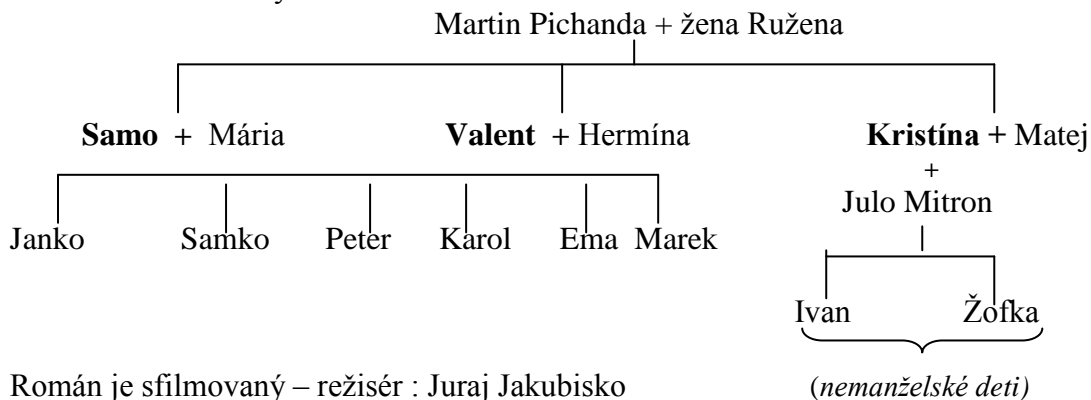 Martin Pichanda + žena Ružena
Samo + Mária Valent + Hermína Kristína + Matej
+
Julo Mitron
Janko Samko Peter Karol Ema Marek
Ivan Žofka
Román je sfilmovaný – režisér : Juraj Jakubisko (nemanželské deti)